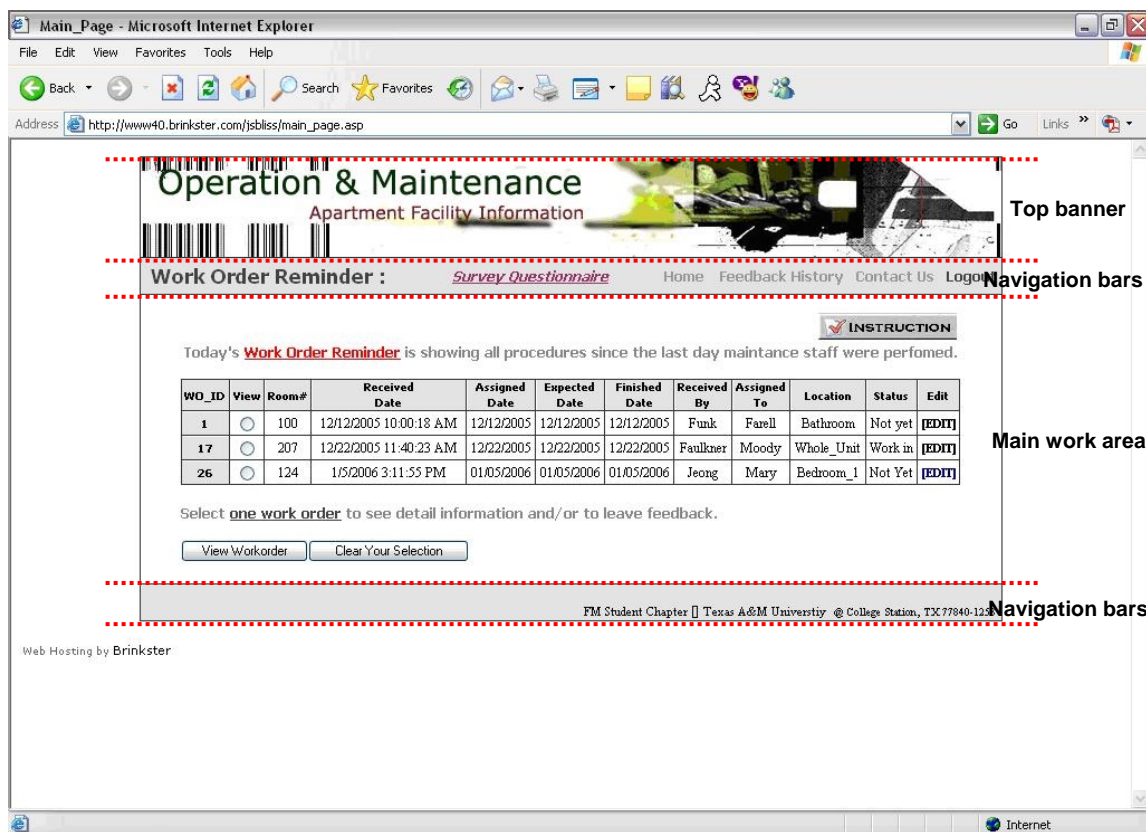 Main_Page - Microsoft Internet Explorer
File Edit View Favorites Tools Help
Back Search Favorites
Address http://www40.brinkster.com/jsbliss/main_page.asp Go Links »
Operation & Maintenance
Apartment Facility Information
Top banner
Work Order Reminder : Survey Questionnaire Home Feedback History Contact Us Logout
Navigation bars
INSTRUCTION
Today's Work Order Reminder is showing all procedures since the last day maintance staff were perfomed.
WO_ID View Room# Received Date Assigned Date Expected Date Finished Date Received By Assigned To Location Status Edit
1 100 12/12/2005 10:00:18 AM 12/12/2005 12/12/2005 12/12/2005 Funk Farell Bathroom Not yet [EDIT]
17 207 12/22/2005 11:40:23 AM 12/22/2005 12/22/2005 12/22/2005 Faulkner Moody Whole_Unit Work in [EDIT]
Main work area
26 124 1/5/2006 3:11:55 PM 01/05/2006 01/05/2006 01/05/2006 Jeong Mary Bedroom_1 Not Yet [EDIT]
Select one work order to see detail information and/or to leave feedback.
View Workorder Clear Your Selection
FM Student Chapter [] Texas A&M Universtiy @ College Station, TX 77840-125
Navigation bars
Web Hosting by Brinkster
Internet